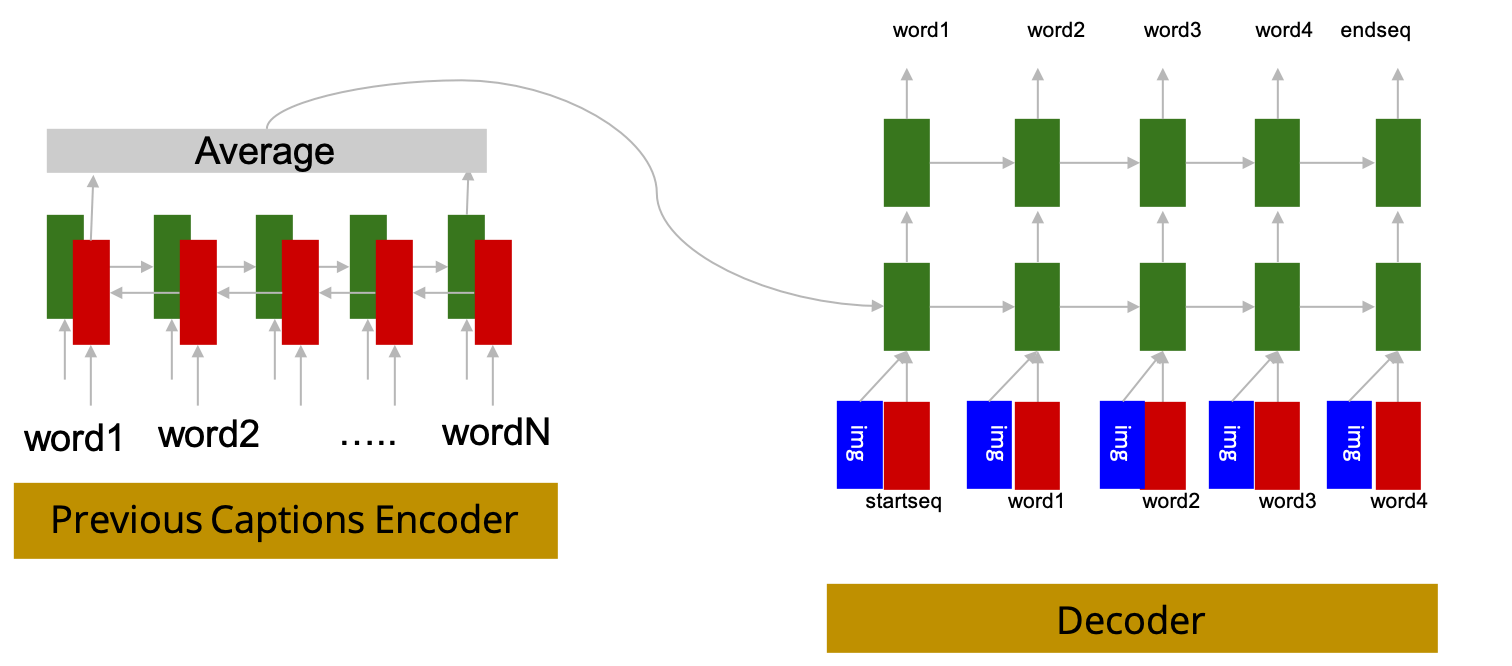 Average
word1 word2 ..... wordN
Previous Captions Encoder
word1 word2 word3 word4 endseq
img img img img img
startseq word1 word2 word3 word4
Decoder